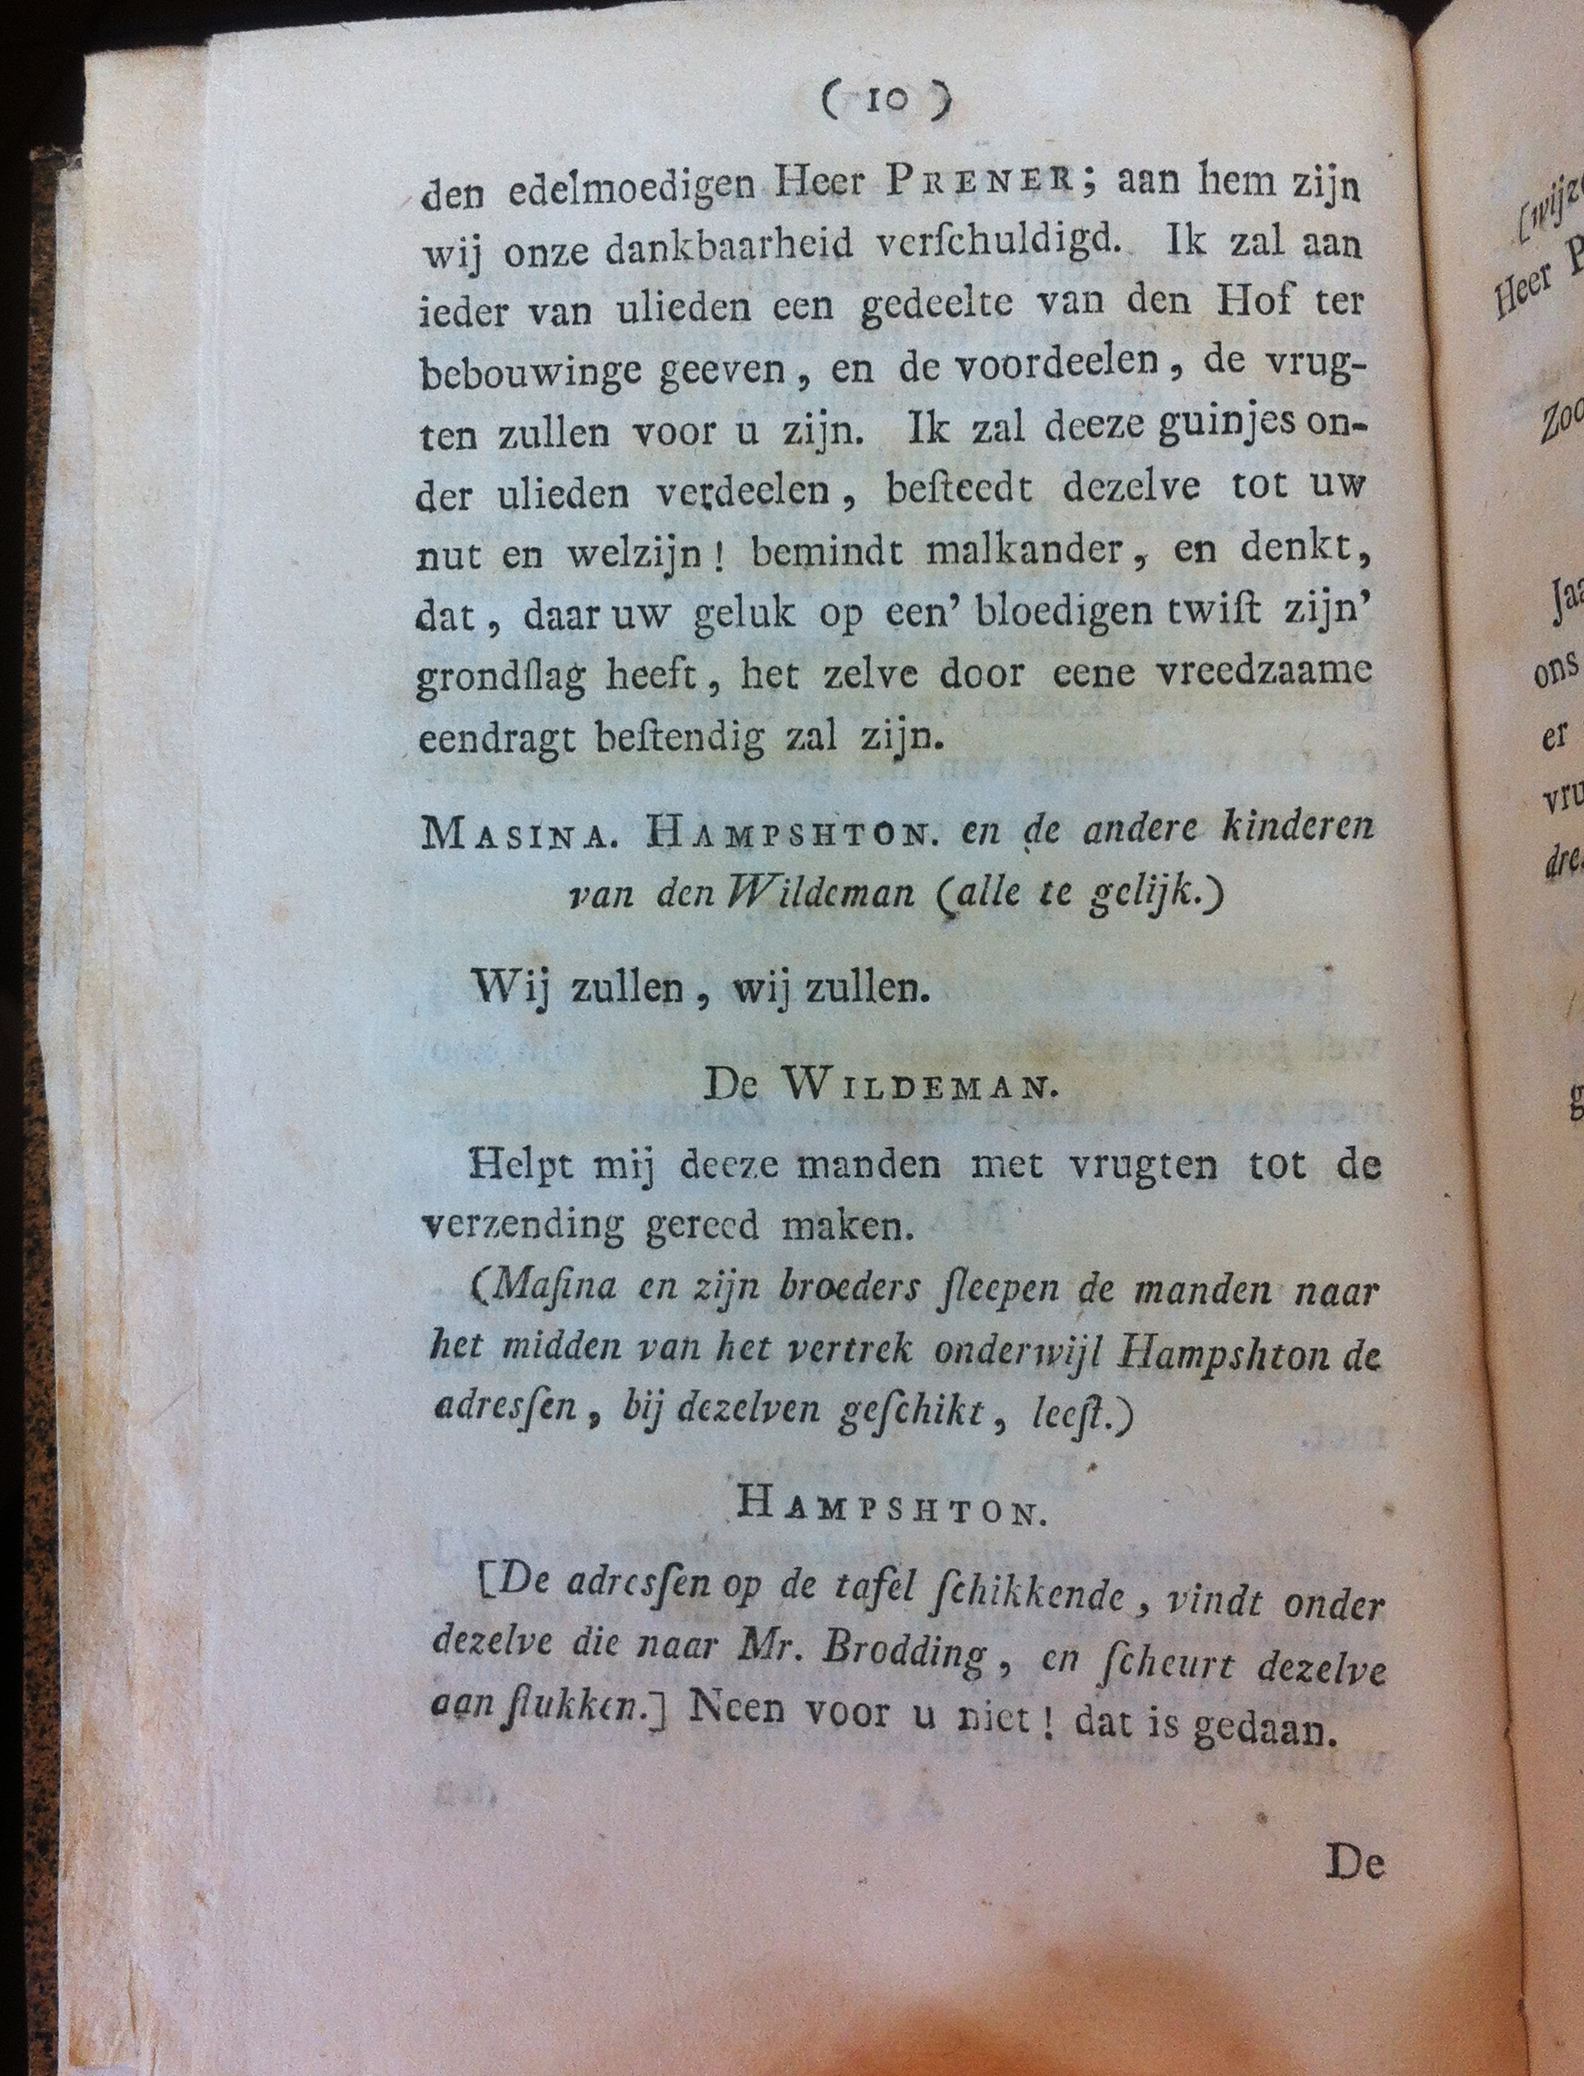 ( 10 )
den edelmoedigen Heer PRENER; aan hem zijn
wij onze dankbaarheid verſchuldigd. Ik zal aan
ieder van ulieden een gedeelte van den Hof ter
bebouwinge geeven, en de voordeelen, de vrug-
ten zullen voor u zijn. Ik zal deeze guinjes on-
der ulieden verdeelen, beſteedt dezelve tot uw
nut en welzijn! bemindt malkander, en denkt,
dat, daar uw geluk op een' bloedigen twiſt zijn'
grondſlag heeft, het zelve door eene vreedzaame
eendragt beſtendig zal zijn.
MASINA. HAMPSHTON. en de andere kinderen
van den Wildeman (alle te gelijk.)
Wij zullen, wij zullen.
De WILDEMAN.
Helpt mij deeze manden met vrugten tot de
verzending gereed maken.
(Maſina en zijn broeders ſleepen de manden naar
het midden van het vertrek onderwijl Hampshton de
adresſen, bij dezelven geſchikt, leeſt.)
HAMPSHTON.
[De adresſen op de tafel ſchikkende, vindt onder
dezelve die naar Mr. Brodding, en ſcheurt dezelve
aan ſtukken.] Neen voor u niet! dat is gedaan.
De
[wijze
Heer P
Zoo
Jaa
ons
er
vru
dre
g